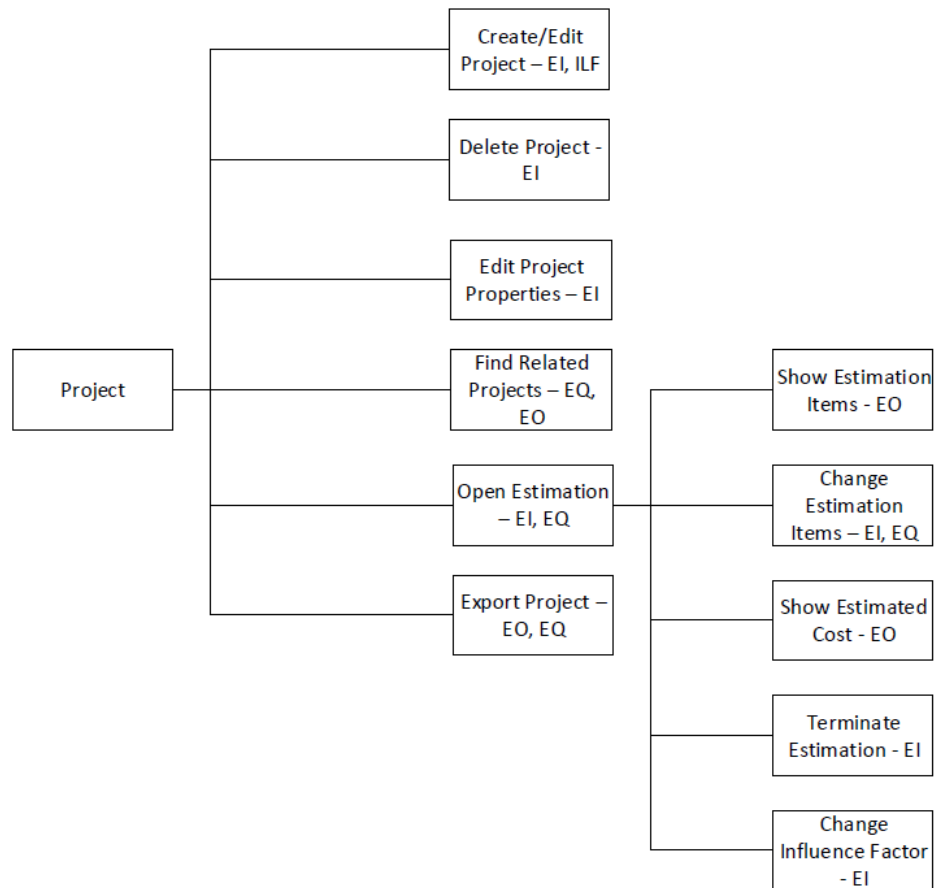 Create/Edit
Project – EI, ILF
Delete Project -
EI
Edit Project
Properties – EI
Project
Find Related
Projects – EQ,
EO
Show Estimation
Items - EO
Open Estimation
– EI, EQ
Change
Estimation
Items – EI, EQ
Export Project –
EO, EQ
Show Estimated
Cost - EO
Terminate
Estimation - EI
Change
Influence Factor
- EI